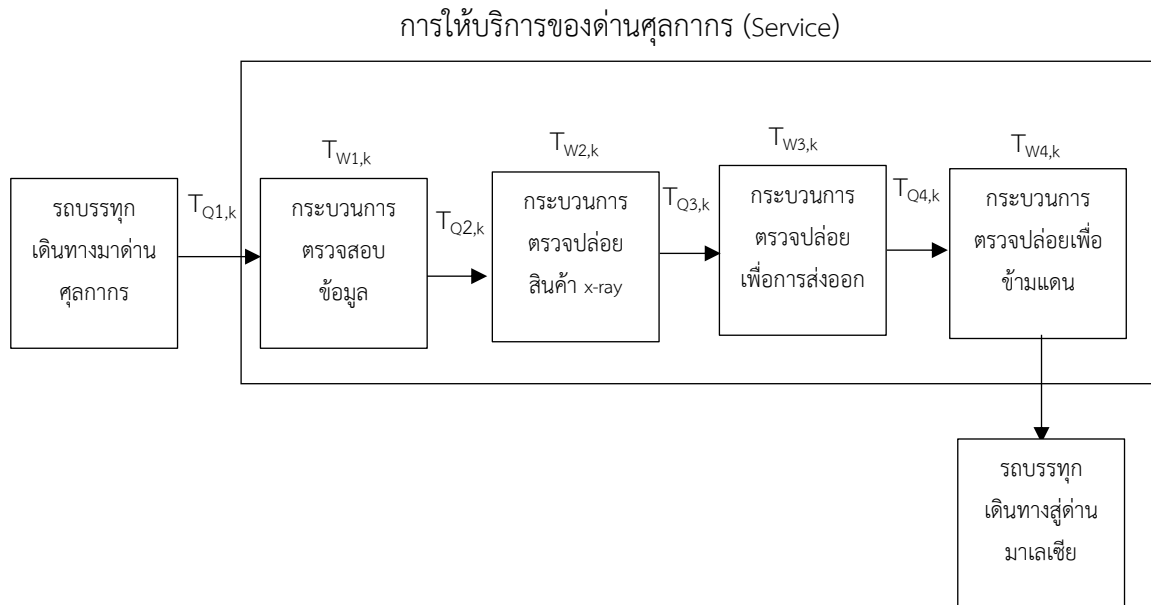 การให้บริการของด่านศุลกากร (Service)
รถบรรทุก
เดินทางมาด่าน
ศุลกากร
T_Q1,k
T_W1,k
กระบวนการ
ตรวจสอบ
ข้อมูล
T_Q2,k
T_W2,k
กระบวนการ
ตรวจปล่อย
สินค้า x-ray
T_Q3,k
T_W3,k
กระบวนการ
ตรวจปล่อย
เพื่อการส่งออก
T_Q4,k
T_W4,k
กระบวนการ
ตรวจปล่อยเพื่อ
ข้ามแดน
รถบรรทุก
เดินทางสู่ด่าน
มาเลเซีย